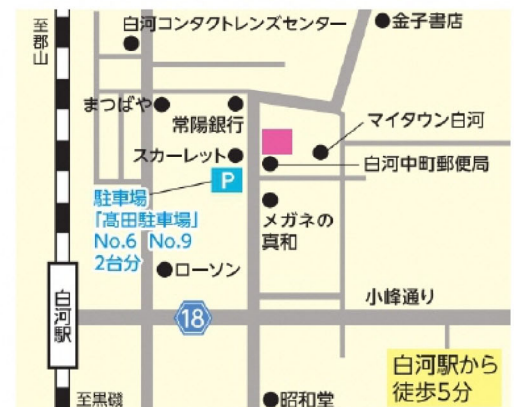 至郡山
白河コンタクトレンズセンター
金子書店
まつばや
常陽銀行
マイタウン白河
スカーレット
白河中町郵便局
P
駐車場
「髙田駐車場」
No.6 No.9
2台分
メガネの
真和
ローソン
白河駅
18
小峰通り
白河駅から
徒歩5分
至黒磯
昭和堂